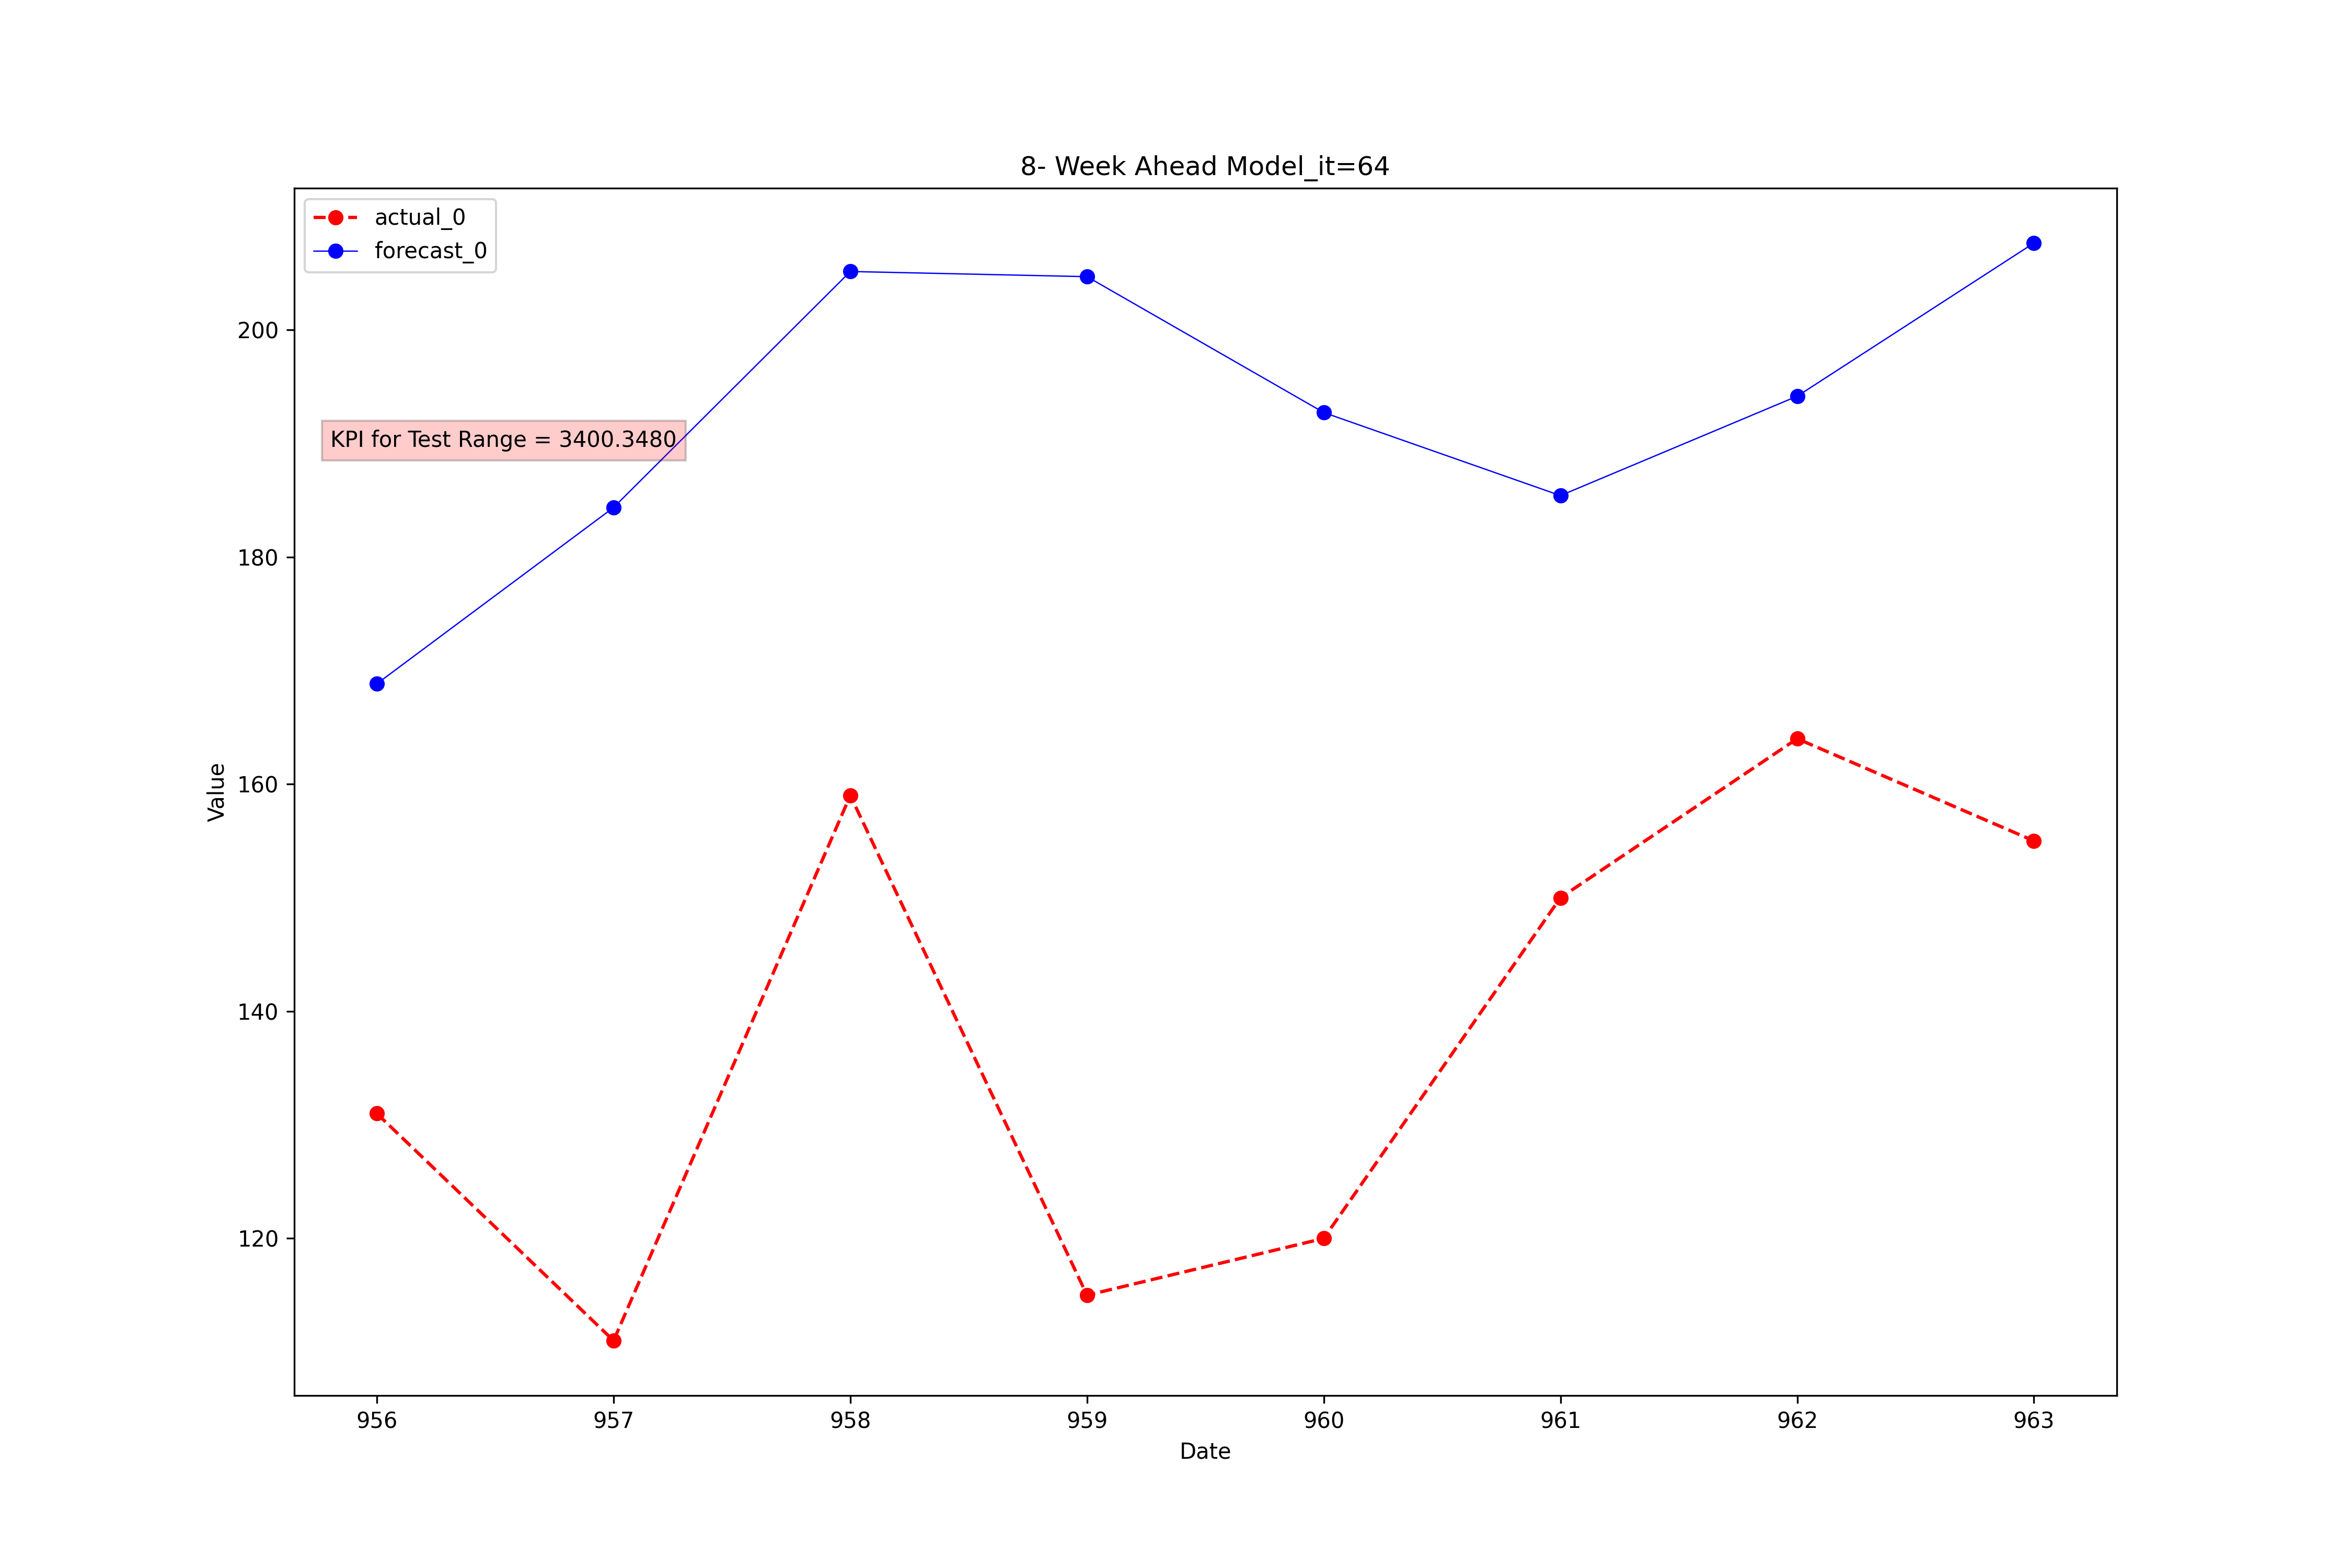 8- Week Ahead Model_it=64
actual_0
forecast_0
KPI for Test Range = 3400.3480
200
180
160
140
120
Value
956 957 958 959 960 961 962 963
Date